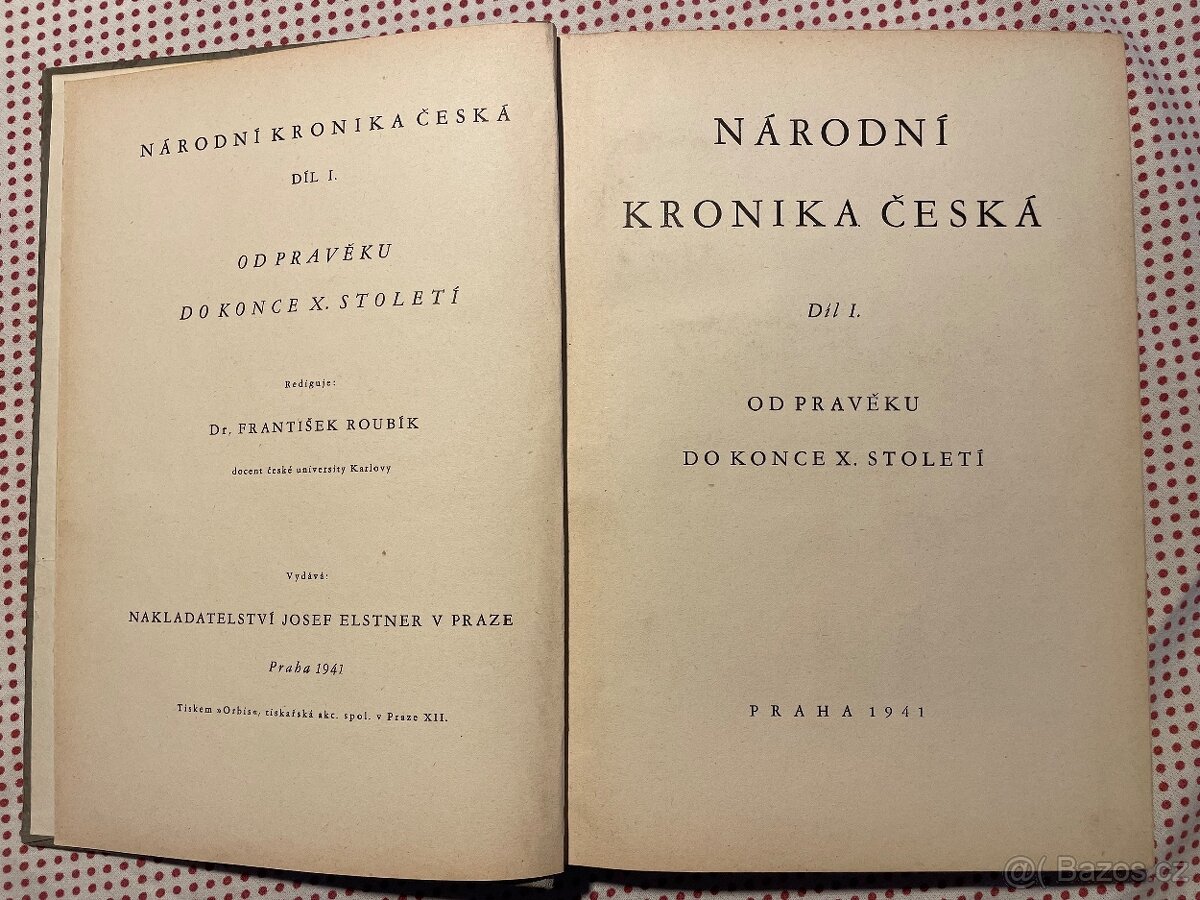 NÁRODNÍ KRONIKA ČESKÁ
DÍL I.
OD PRAVĚKU
DO KONCE X. STOLETÍ
Rediguje:
Dr. FRANTIŠEK ROUBÍK
docent české university Karlovy
Vydává:
NAKLADATELSTVÍ JOSEF ELSTNER V PRAZE
Praha 1941
Tiskem »Orbis«, tiskařská akc. spol. v Praze XII.
NÁRODNÍ
KRONIKA ČESKÁ
Díl I.
OD PRAVĚKU
DO KONCE X. STOLETÍ
PRAHA 1941
@( Bazos.cz